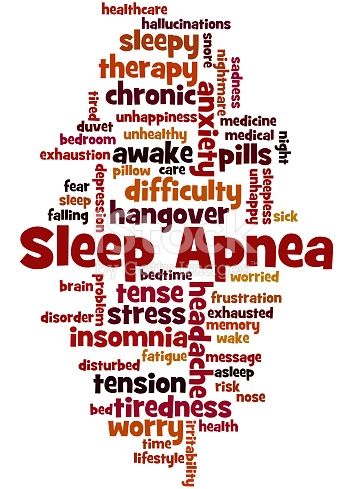 healthcare
hallucinations
sleepy
snore
nightmare
sadness
therapy
tired
chronic
anxiety
unhappiness
medicine
duvet
unhealthy
medical
night
bedroom
exhaustion
awake
pills
sleepless
depression
pillow
care
unhappy
fear
difficulty
sleep
falling
hangover
sick
Sleep Apnea
problem
bedtime
worried
brain
tense
headache
frustration
disorder
stress
exhausted
memory
insomnia
wake
fatigue
message
disturbed
asleep
tension
risk
nose
bed
tiredness
worry
irritability
health
time
lifestyle
iStock